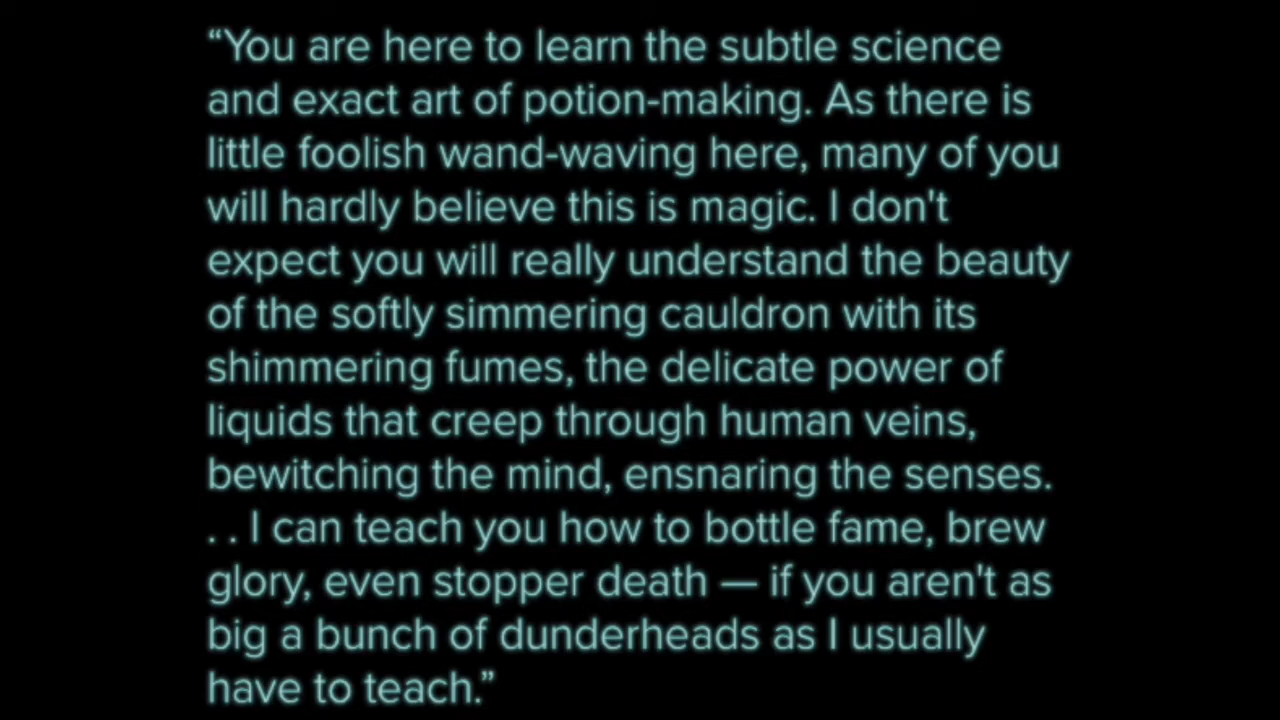 “You are here to learn the subtle science
and exact art of potion-making. As there is
little foolish wand-waving here, many of you
will hardly believe this is magic. I don't
expect you will really understand the beauty
of the softly simmering cauldron with its
shimmering fumes, the delicate power of
liquids that creep through human veins,
bewitching the mind, ensnaring the senses.
. . I can teach you how to bottle fame, brew
glory, even stopper death — if you aren't as
big a bunch of dunderheads as I usually
have to teach.”